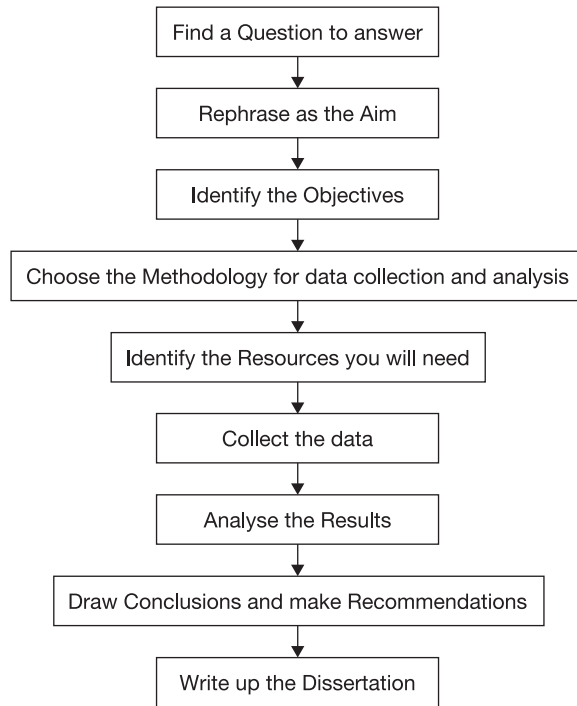 Find a Question to answer
Rephrase as the Aim
Identify the Objectives
Choose the Methodology for data collection and analysis
Identify the Resources you will need
Collect the data
Analyse the Results
Draw Conclusions and make Recommendations
Write up the Dissertation